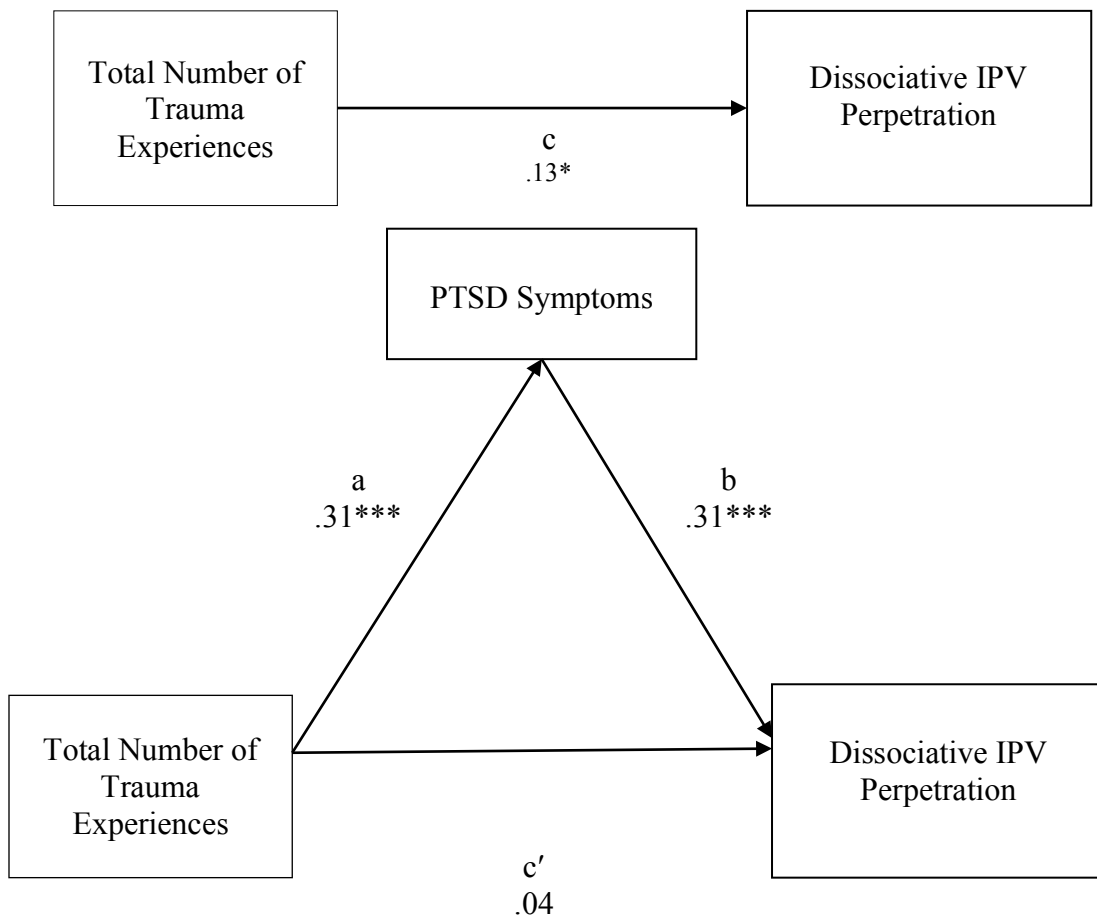 Total Number of
Trauma
Experiences
Dissociative IPV
Perpetration
c
.13*
PTSD Symptoms
a
.31***
b
.31***
Total Number of
Trauma
Experiences
Dissociative IPV
Perpetration
c′
.04